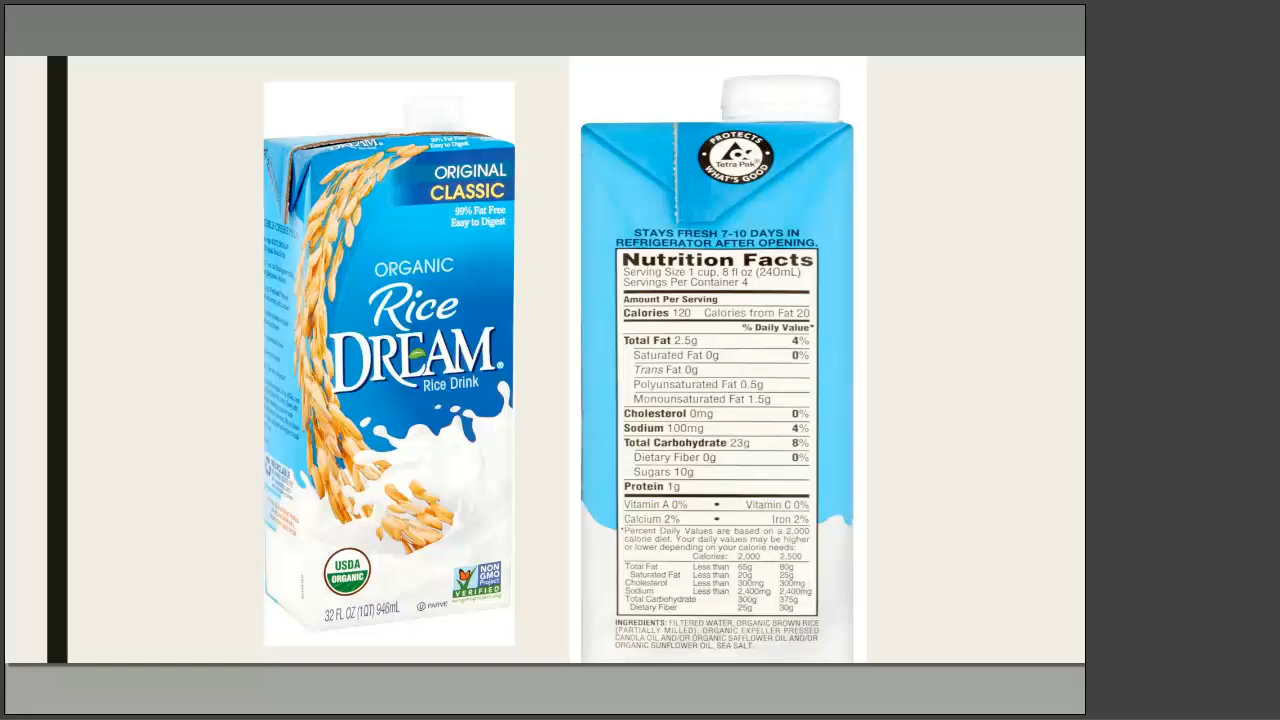 DREAM
99% Fat Free
Easy to Digest
ORIGINAL
CLASSIC
99% Fat Free
Easy to Digest
ORGANIC
Rice
DREAM®
Rice Drink
USDA
ORGANIC
NON
GMO
Project
VERIFIED
nongmoproject.org
32 FL OZ (1QT) 946mL
U PARVE
PROTECTS
Tetra Pak®
WHAT'S GOOD
STAYS FRESH 7-10 DAYS IN
REFRIGERATOR AFTER OPENING.
Nutrition Facts
Serving Size 1 cup, 8 fl oz (240mL)
Servings Per Container 4
Amount Per Serving
Calories 120 Calories from Fat 20
% Daily Value*
Total Fat 2.5g 4%
Saturated Fat 0g 0%
Trans Fat 0g
Polyunsaturated Fat 0.5g
Monounsaturated Fat 1.5g
Cholesterol 0mg 0%
Sodium 100mg 4%
Total Carbohydrate 23g 8%
Dietary Fiber 0g 0%
Sugars 10g
Protein 1g
Vitamin A 0% • Vitamin C 0%
Calcium 2% • Iron 2%
*Percent Daily Values are based on a 2,000
calorie diet. Your daily values may be higher
or lower depending on your calorie needs:
Calories: 2,000 2,500
Total Fat Less than 65g 80g
Saturated Fat Less than 20g 25g
Cholesterol Less than 300mg 300mg
Sodium Less than 2,400mg 2,400mg
Total Carbohydrate 300g 375g
Dietary Fiber 25g 30g
INGREDIENTS: FILTERED WATER, ORGANIC BROWN RICE
(PARTIALLY MILLED), ORGANIC EXPELLER PRESSED
CANOLA OIL AND/OR ORGANIC SAFFLOWER OIL AND/OR
ORGANIC SUNFLOWER OIL, SEA SALT.